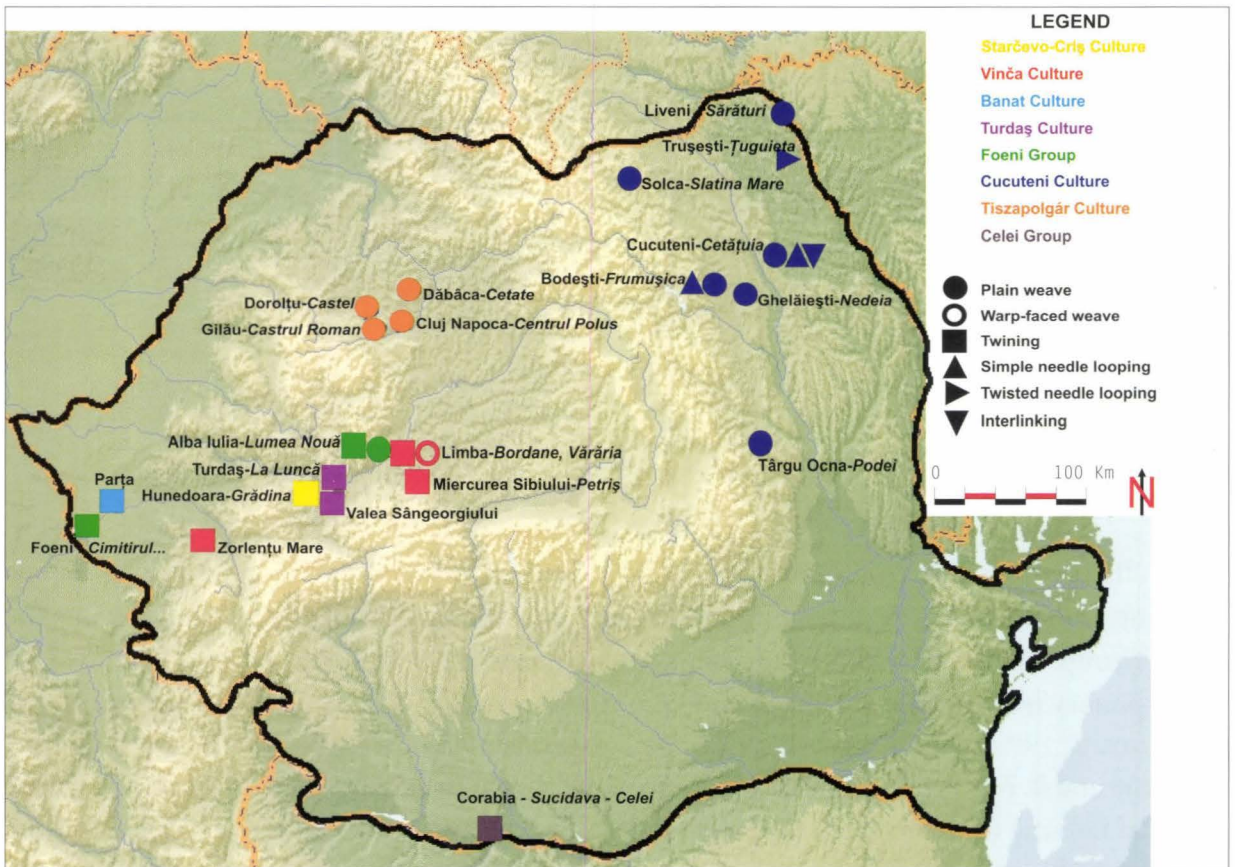 LEGEND
Starčevo-Criş Culture
Vinča Culture
Banat Culture
Turdaş Culture
Foeni Group
Cucuteni Culture
Tiszapolgár Culture
Celei Group
Plain weave
Warp-faced weave
Twining
Simple needle looping
Twisted needle looping
Interlinking
0 100 Km
N
Liveni - Sărături
Truşeşti-Ţuguieta
Solca-Slatina Mare
Cucuteni-Cetăţuia
Bodeşti-Frumuşica
Ghelăieşti-Nedeia
Dăbâca-Cetate
Dorolţu-Castel
Cluj Napoca-Centrul Polus
Gilău-Castrul Roman
Alba Iulia-Lumea Nouă
Limba-Bordane, Vărăria
Târgu Ocna-Podei
Turdaş-La Luncă
Miercurea Sibiului-Petriş
Parţa
Hunedoara-Grădina
Valea Sângeorgiului
Foeni - Cimitirul...
Zorlenţu Mare
Corabia - Sucidava - Celei